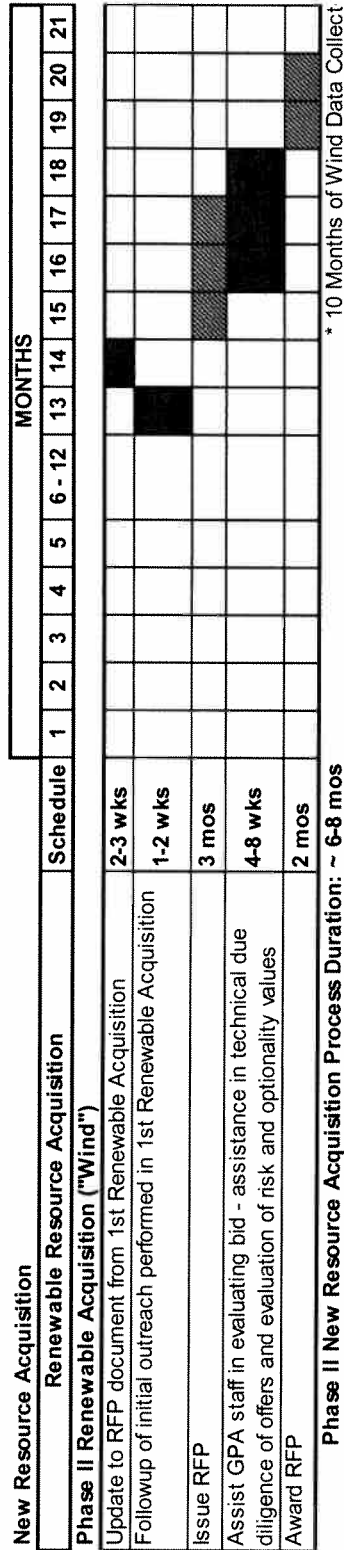 New Resource Acquisition
MONTHS
Renewable Resource Acquisition Schedule 1 2 3 4 5 6 - 12 13 14 15 16 17 18 19 20 21
Phase II Renewable Acquisition ("Wind")
Update to RFP document from 1st Renewable Acquisition 2-3 wks
Followup of initial outreach performed in 1st Renewable Acquisition 1-2 wks
Issue RFP 3 mos
Assist GPA staff in evaluating bid - assistance in technical due
diligence of offers and evaluation of risk and optionality values 4-8 wks
Award RFP 2 mos
Phase II New Resource Acquisition Process Duration: ~ 6-8 mos
* 10 Months of Wind Data Collect